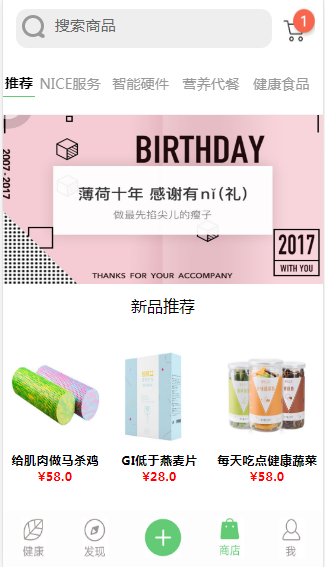 搜索商品
3
推荐 NICE服务 智能硬件 营养代餐 健康食品
2007 - 2017
BIRTHDAY
薄荷十年 感谢有nǐ(礼)
做最先掐尖儿的瘦子
2017
WITH YOU
THANKS FOR YOUR ACCOMPANY
新品推荐
给肌肉做马杀鸡 GI低于燕麦片 每天吃点健康蔬菜
¥58.0 ¥28.0 ¥58.0
健康 发现 商店 我